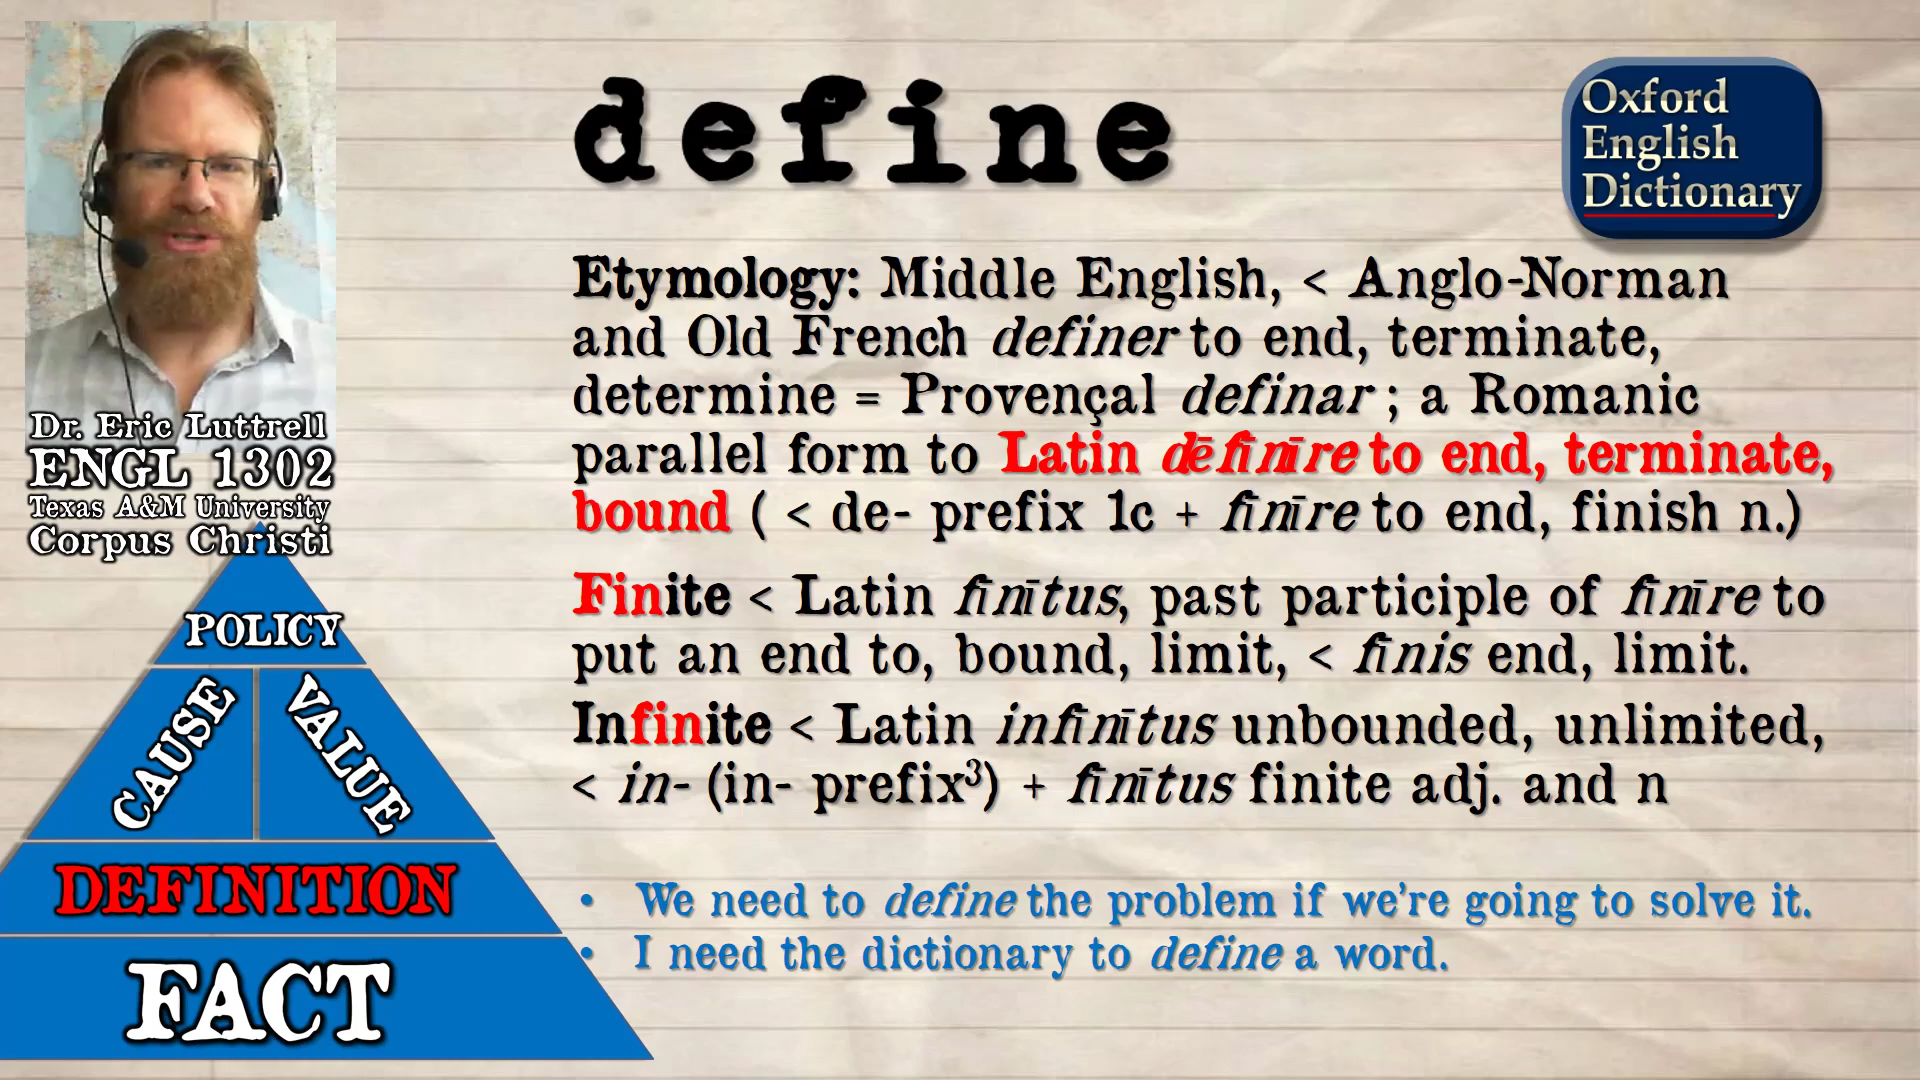 define
Oxford
English
Dictionary
Etymology: Middle English, < Anglo-Norman
and Old French definer to end, terminate,
determine = Provençal definar ; a Romanic
parallel form to Latin dēfīnīre to end, terminate,
bound ( < de- prefix 1c + fīnīre to end, finish n.)
Finite < Latin fīnītus, past participle of fīnīre to
put an end to, bound, limit, < fīnis end, limit.
Infinite < Latin infīnītus unbounded, unlimited,
< in- (in- prefix³) + fīnītus finite adj. and n
• We need to define the problem if we're going to solve it.
• I need the dictionary to define a word.
Dr. Eric Luttrell
ENGL 1302
Texas A&M University
Corpus Christi
POLICY
CAUSE
VALUE
DEFINITION
FACT